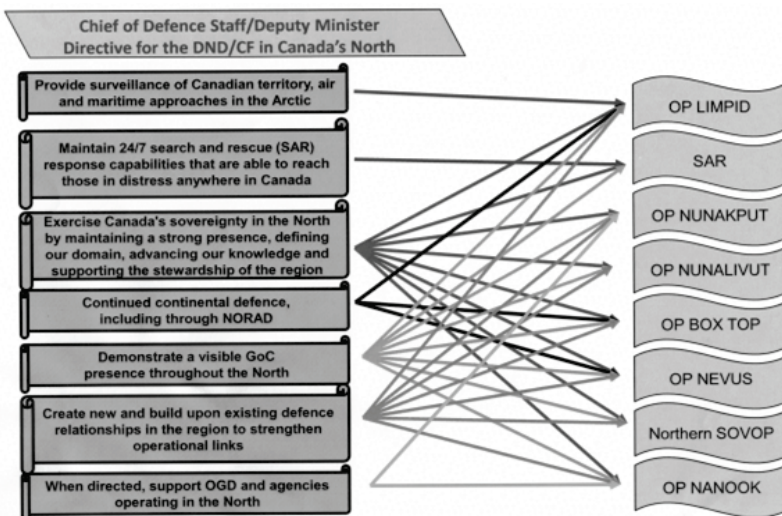 Chief of Defence Staff/Deputy Minister
Directive for the DND/CF in Canada's North
Provide surveillance of Canadian territory, air
and maritime approaches in the Arctic
Maintain 24/7 search and rescue (SAR)
response capabilities that are able to reach
those in distress anywhere in Canada
Exercise Canada's sovereignty in the North
by maintaining a strong presence, defining
our domain, advancing our knowledge and
supporting the stewardship of the region
Continued continental defence,
including through NORAD
Demonstrate a visible GoC
presence throughout the North
Create new and build upon existing defence
relationships in the region to strengthen
operational links
When directed, support OGD and agencies
operating in the North
OP LIMPID
SAR
OP NUNAKPUT
OP NUNALIVUT
OP BOX TOP
OP NEVUS
Northern SOVOP
OP NANOOK